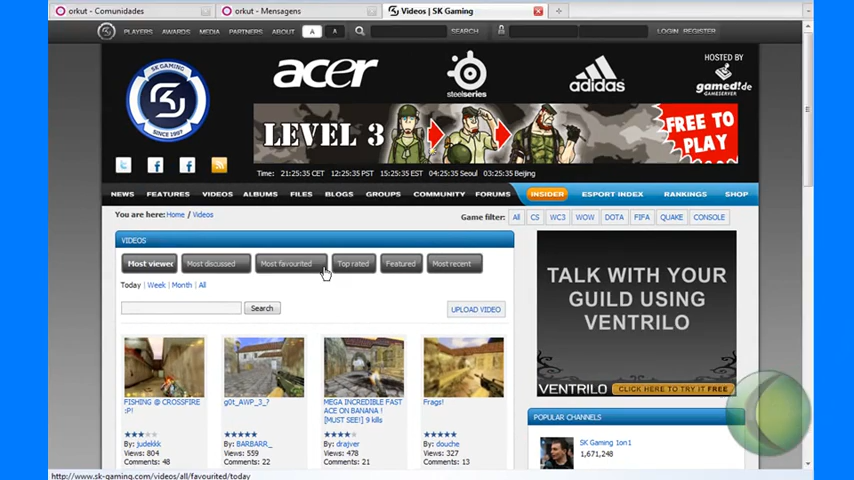 orkut - Comunidades
orkut - Mensagens
Videos | SK Gaming
PLAYERS AWARDS MEDIA PARTNERS ABOUT A A SEARCH LOGIN REGISTER
SK GAMING
SINCE 1997
acer
steelseries
adidas
HOSTED BY
gamed!de
GAMESERVER
LEVEL 3
FREE TO PLAY
Time: 21:25:35 CET 12:25:35 PST 15:25:35 EST 04:25:35 Seoul 03:25:35 Beijing
NEWS FEATURES VIDEOS ALBUMS FILES BLOGS GROUPS COMMUNITY FORUMS INSIDER ESPORT INDEX RANKINGS SHOP
You are here: Home / Videos
Game filter: All CS WC3 WOW DOTA FIFA QUAKE CONSOLE
VIDEOS
Most viewed Most discussed Most favourited Top rated Featured Most recent
Today | Week | Month | All
Search
UPLOAD VIDEO
TALK WITH YOUR
GUILD USING
VENTRILO
VENTRILO CLICK HERE TO TRY IT FREE
FISHING @ CROSSFIRE
:P!
By: judekkk
Views: 804
Comments: 48
g0t_AWP_3_?
By: BARBARR_
Views: 559
Comments: 22
MEGA INCREDIBLE FAST
ACE ON BANANA !
[MUST SEE!] 9 kills
By: drajver
Views: 478
Comments: 21
Frags!
By: douche
Views: 327
Comments: 13
POPULAR CHANNELS
SK Gaming 1on1
1,671,248
http://www.sk-gaming.com/videos/all/favourited/today